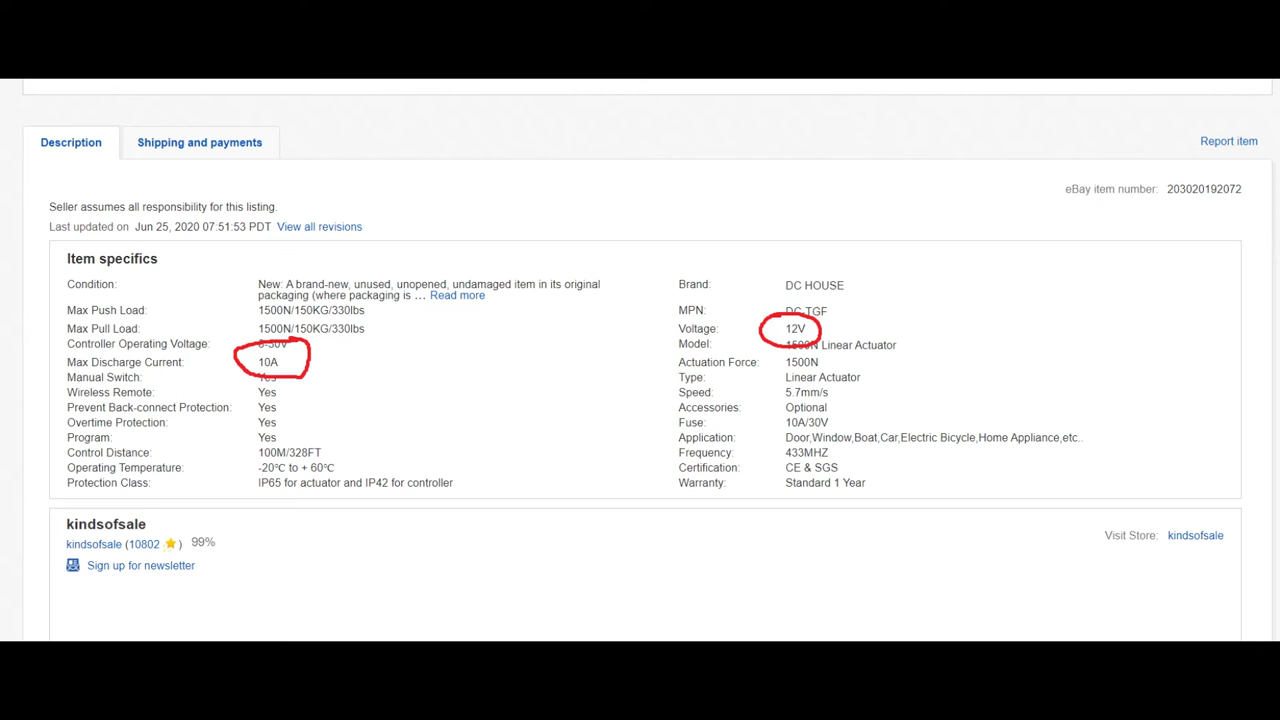 Description
Shipping and payments
Report item
eBay item number: 203020192072
Seller assumes all responsibility for this listing.
Last updated on Jun 25, 2020 07:51:53 PDT View all revisions
Item specifics
Condition: New: A brand-new, unused, unopened, undamaged item in its original
packaging (where packaging is … Read more
Brand: DC HOUSE
Max Push Load: 1500N/150KG/330lbs
MPN: DC-TGF
Max Pull Load: 1500N/150KG/330lbs
Voltage: 12V
Controller Operating Voltage:
Model: 1500N Linear Actuator
Max Discharge Current: 10A
Actuation Force: 1500N
Manual Switch: Yes
Type: Linear Actuator
Wireless Remote: Yes
Speed: 5.7mm/s
Prevent Back-connect Protection: Yes
Accessories: Optional
Overtime Protection: Yes
Fuse: 10A/30V
Program: Yes
Application: Door,Window,Boat,Car,Electric Bicycle,Home Appliance,etc..
Control Distance: 100M/328FT
Frequency: 433MHZ
Operating Temperature: -20℃ to + 60℃
Certification: CE & SGS
Protection Class: IP65 for actuator and IP42 for controller
Warranty: Standard 1 Year
kindsofsale
kindsofsale (10802 ) 99%
Visit Store: kindsofsale
Sign up for newsletter